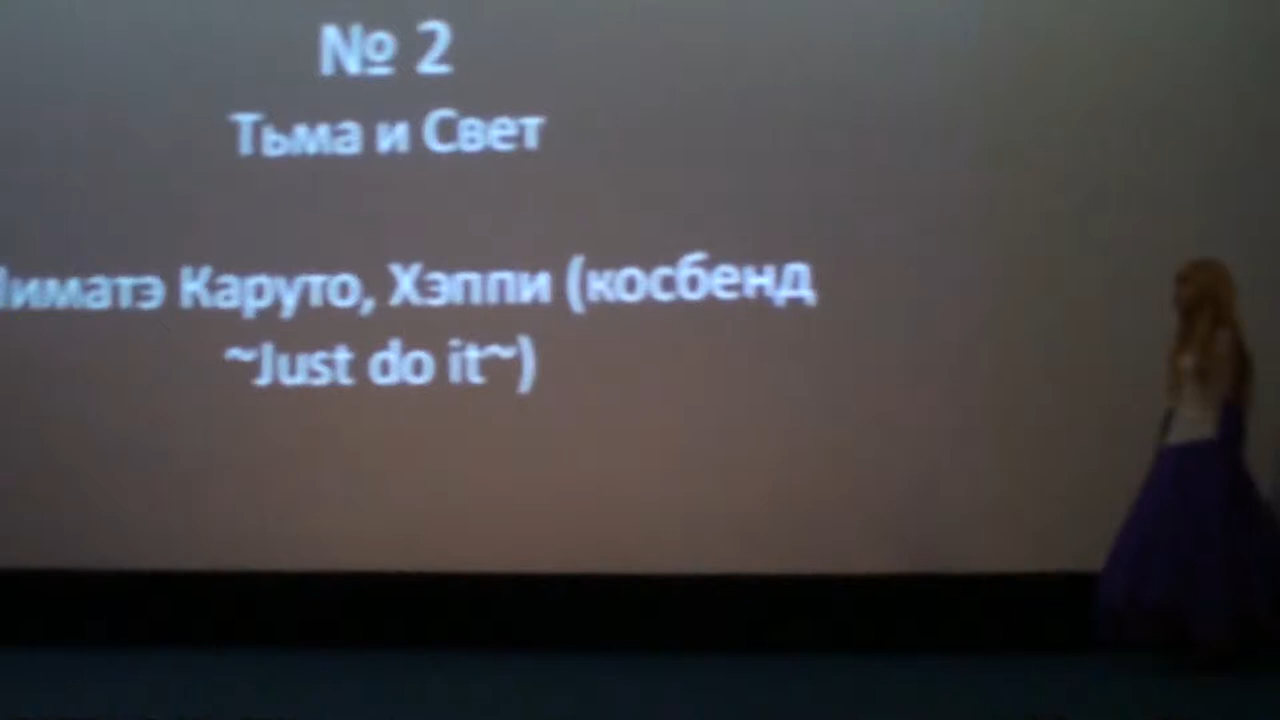 № 2
Тьма и Свет
Каруто, Хэппи (косбенд
~Just do it~)